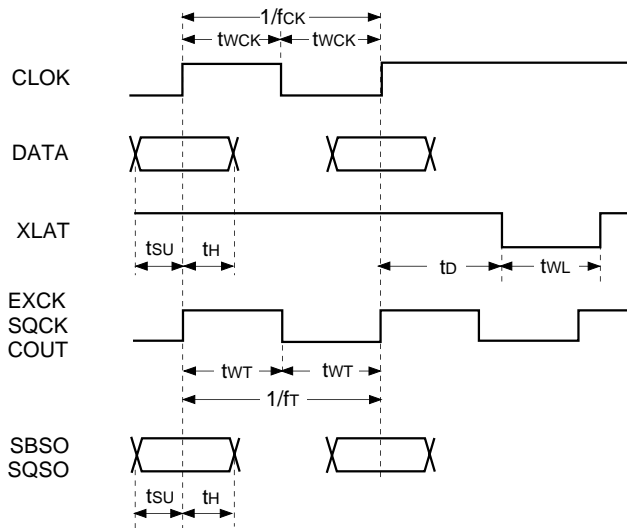 1/fCK
tWCK tWCK
CLOK
DATA
XLAT
tSU tH
tD tWL
EXCK
SQCK
COUT
tWT tWT
1/fT
SBSO
SQSO
tSU tH